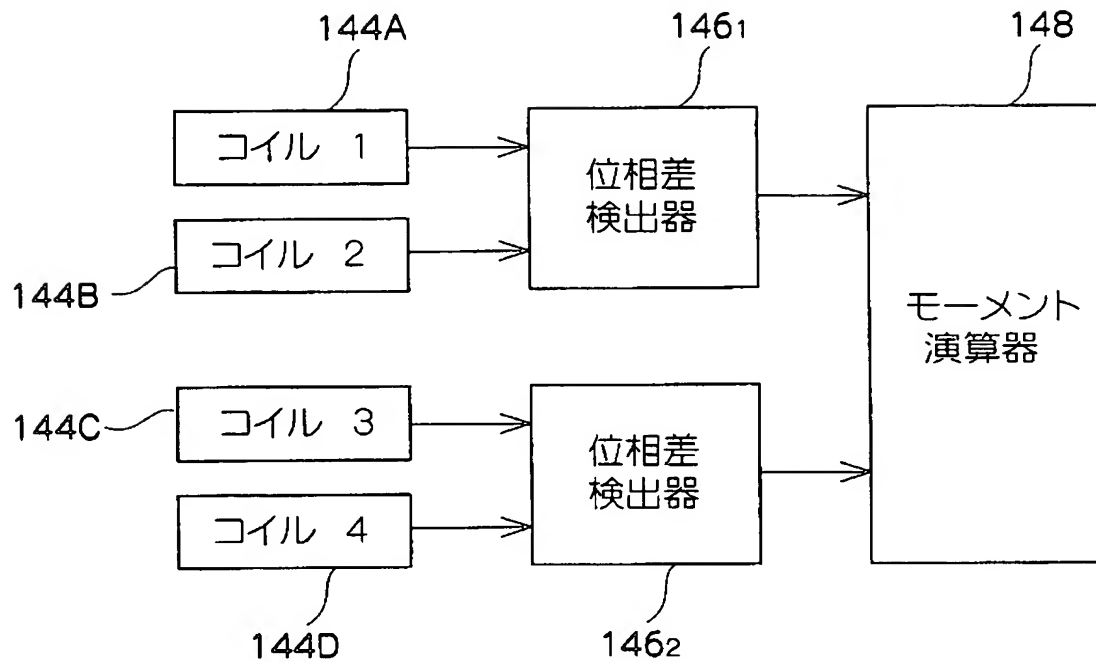 144A
146₁
148
コイル 1
コイル 2
位相差
検出器
144B
モーメント
演算器
144C
コイル 3
コイル 4
位相差
検出器
144D
146₂